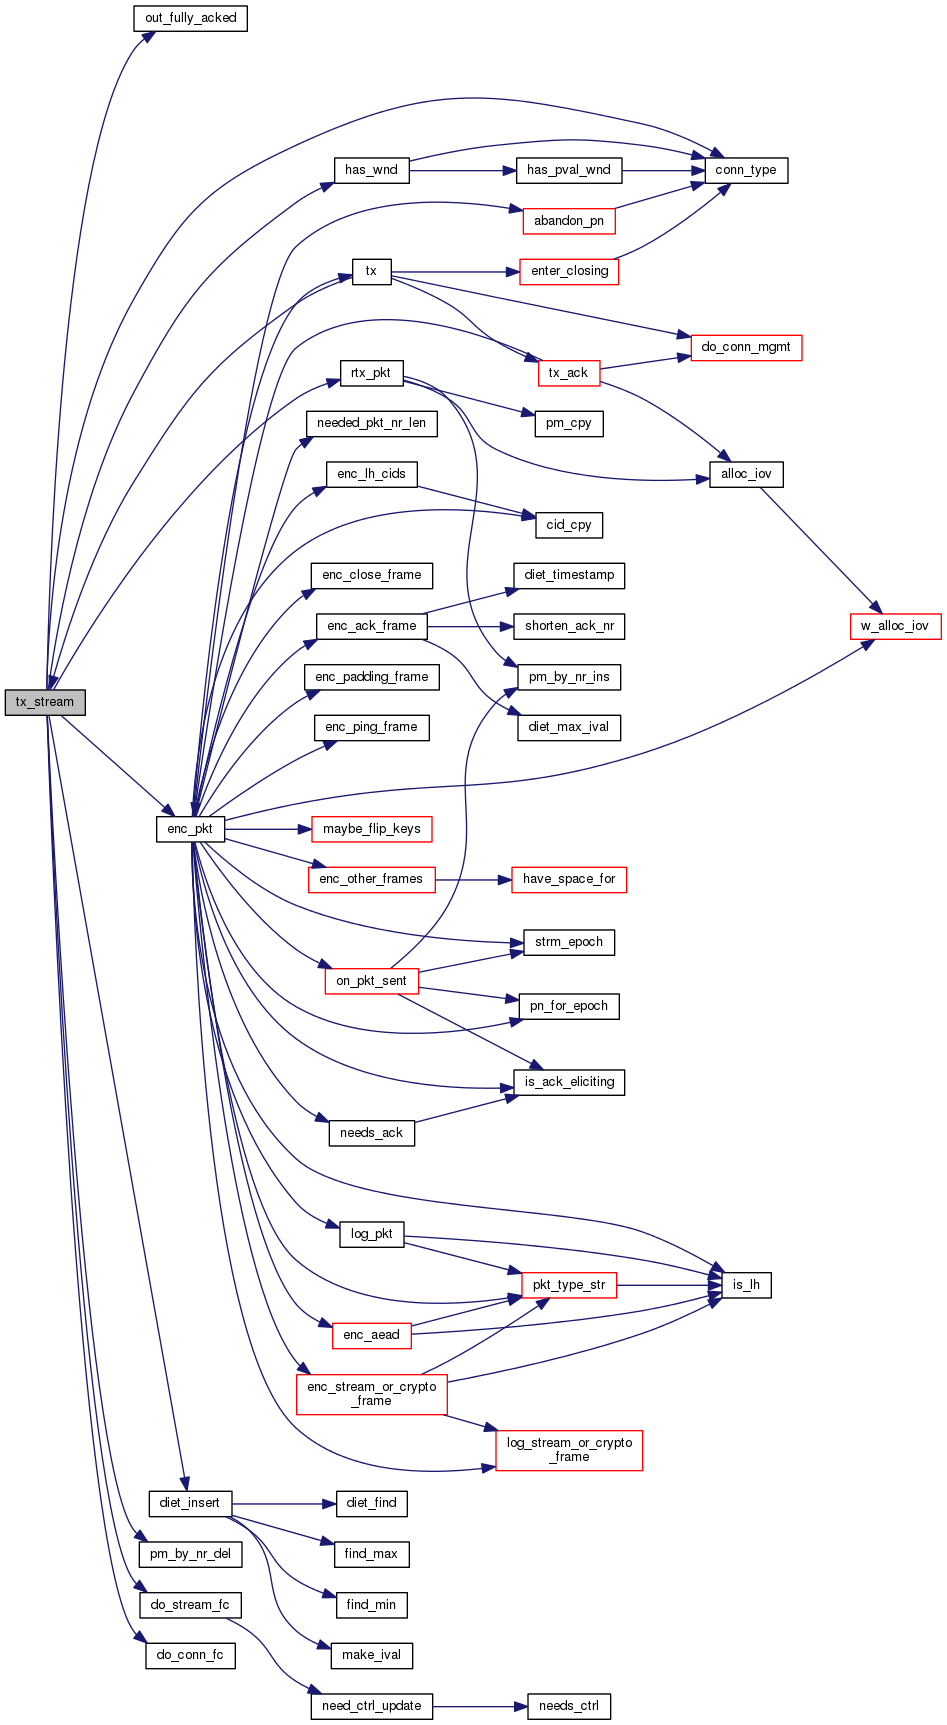 out_fully_acked
has_wnd
has_pval_wnd
conn_type
abandon_pn
tx
enter_closing
do_conn_mgmt
rtx_pkt
tx_ack
needed_pkt_nr_len
pm_cpy
enc_lh_cids
alloc_iov
cid_cpy
enc_close_frame
diet_timestamp
enc_ack_frame
shorten_ack_nr
w_alloc_iov
enc_padding_frame
pm_by_nr_ins
tx_stream
enc_ping_frame
diet_max_ival
enc_pkt
maybe_flip_keys
enc_other_frames
have_space_for
strm_epoch
on_pkt_sent
pn_for_epoch
is_ack_eliciting
needs_ack
log_pkt
pkt_type_str
is_lh
enc_aead
enc_stream_or_crypto
_frame
log_stream_or_crypto
_frame
diet_insert
diet_find
pm_by_nr_del
find_max
do_stream_fc
find_min
do_conn_fc
make_ival
need_ctrl_update
needs_ctrl